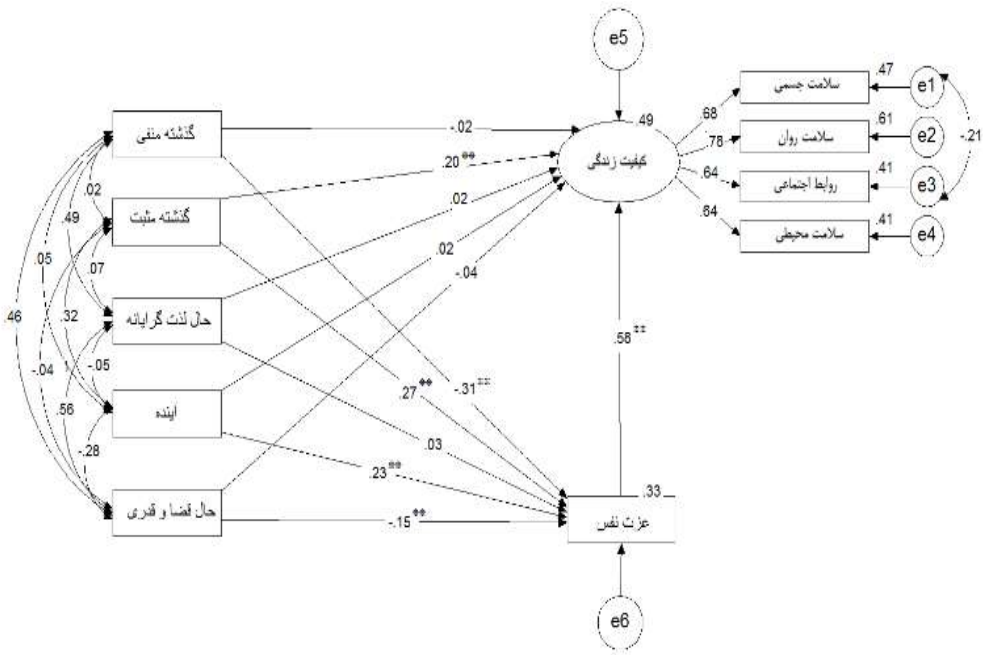 e5
سلامت جسمی
.47
e1
.68
.49
کیفیت زندگی
سلامت روان
.61
e2
.78
-.21
روابط اجتماعی
.41
e3
.64
سلامت محیطی
.41
e4
.64
گذشته منفی
-.02
.20**
.02
گذشته مثبت
.02
.49
.05
.07
.02
-.04
حال لذت گرایانه
.46
.32
-.04
-.05
.58**
.56
آینده
-.31**
.27**
.03
-.28
.23**
حال قضا و قدری
-.15**
.33
عزت نفس
e6